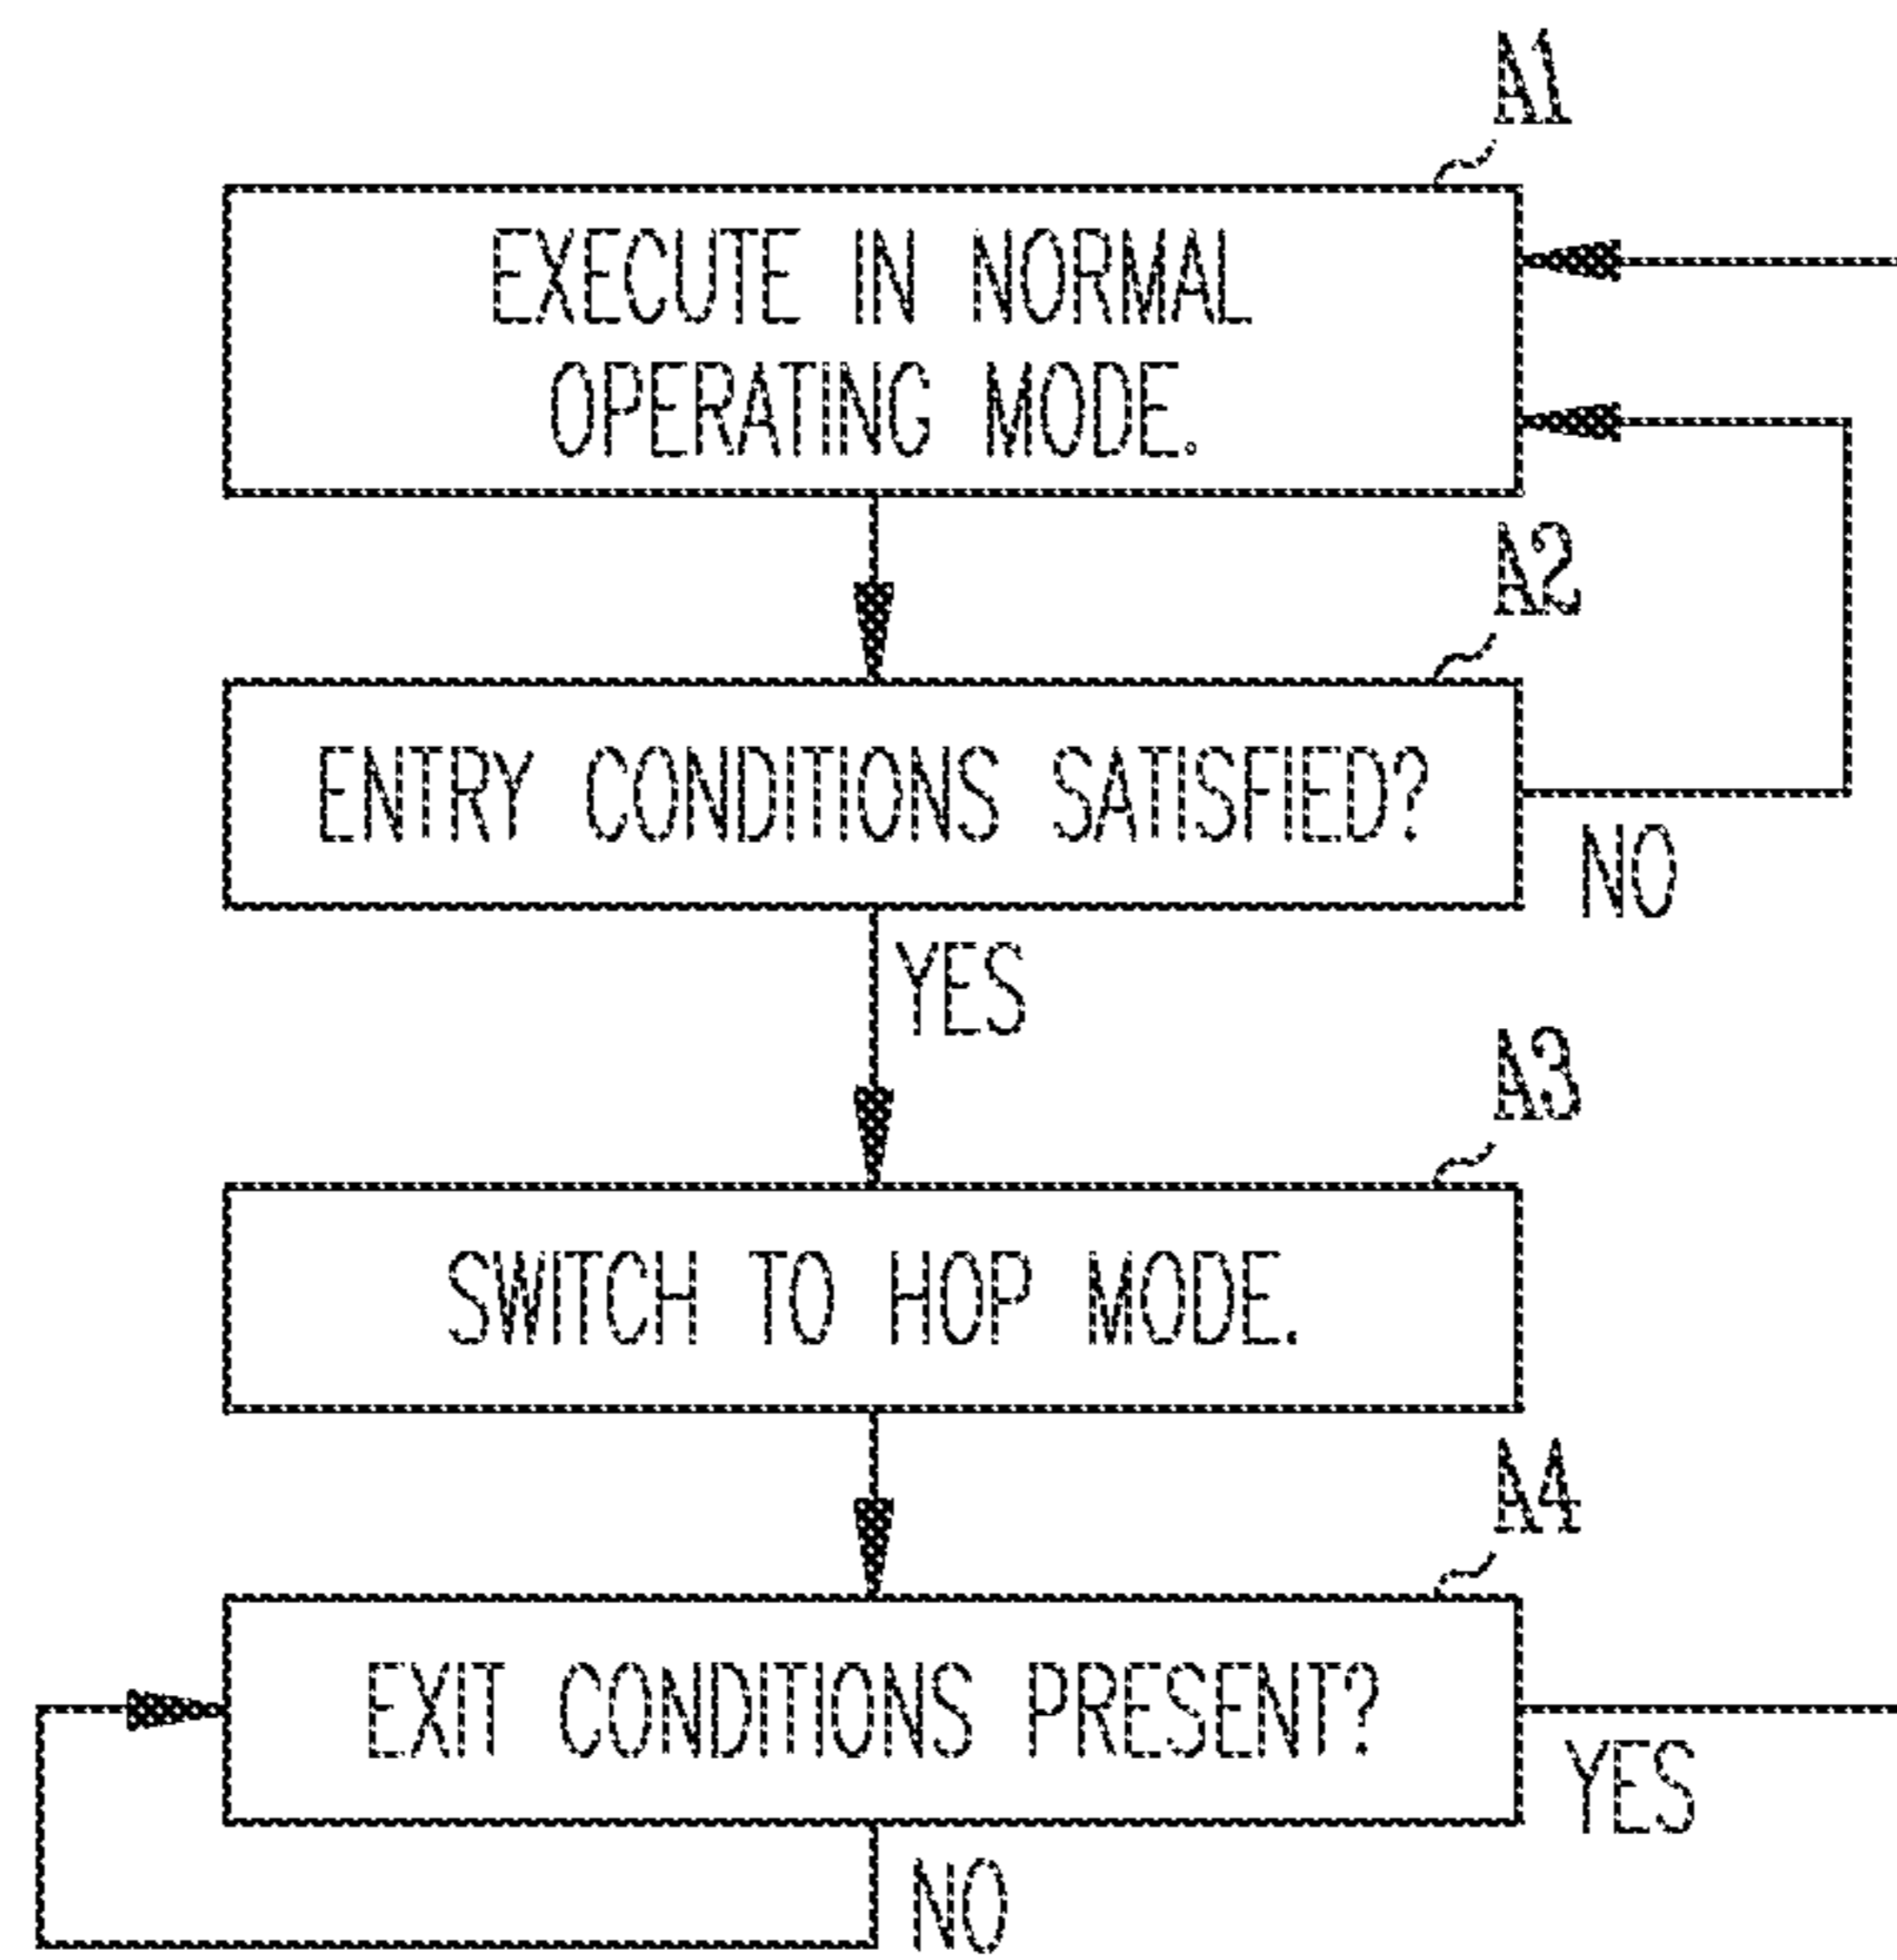 A1
EXECUTE IN NORMAL
OPERATING MODE.
A2
ENTRY CONDITIONS SATISFIED?
NO
YES
A3
SWITCH TO HOP MODE.
A4
EXIT CONDITIONS PRESENT?
YES
NO